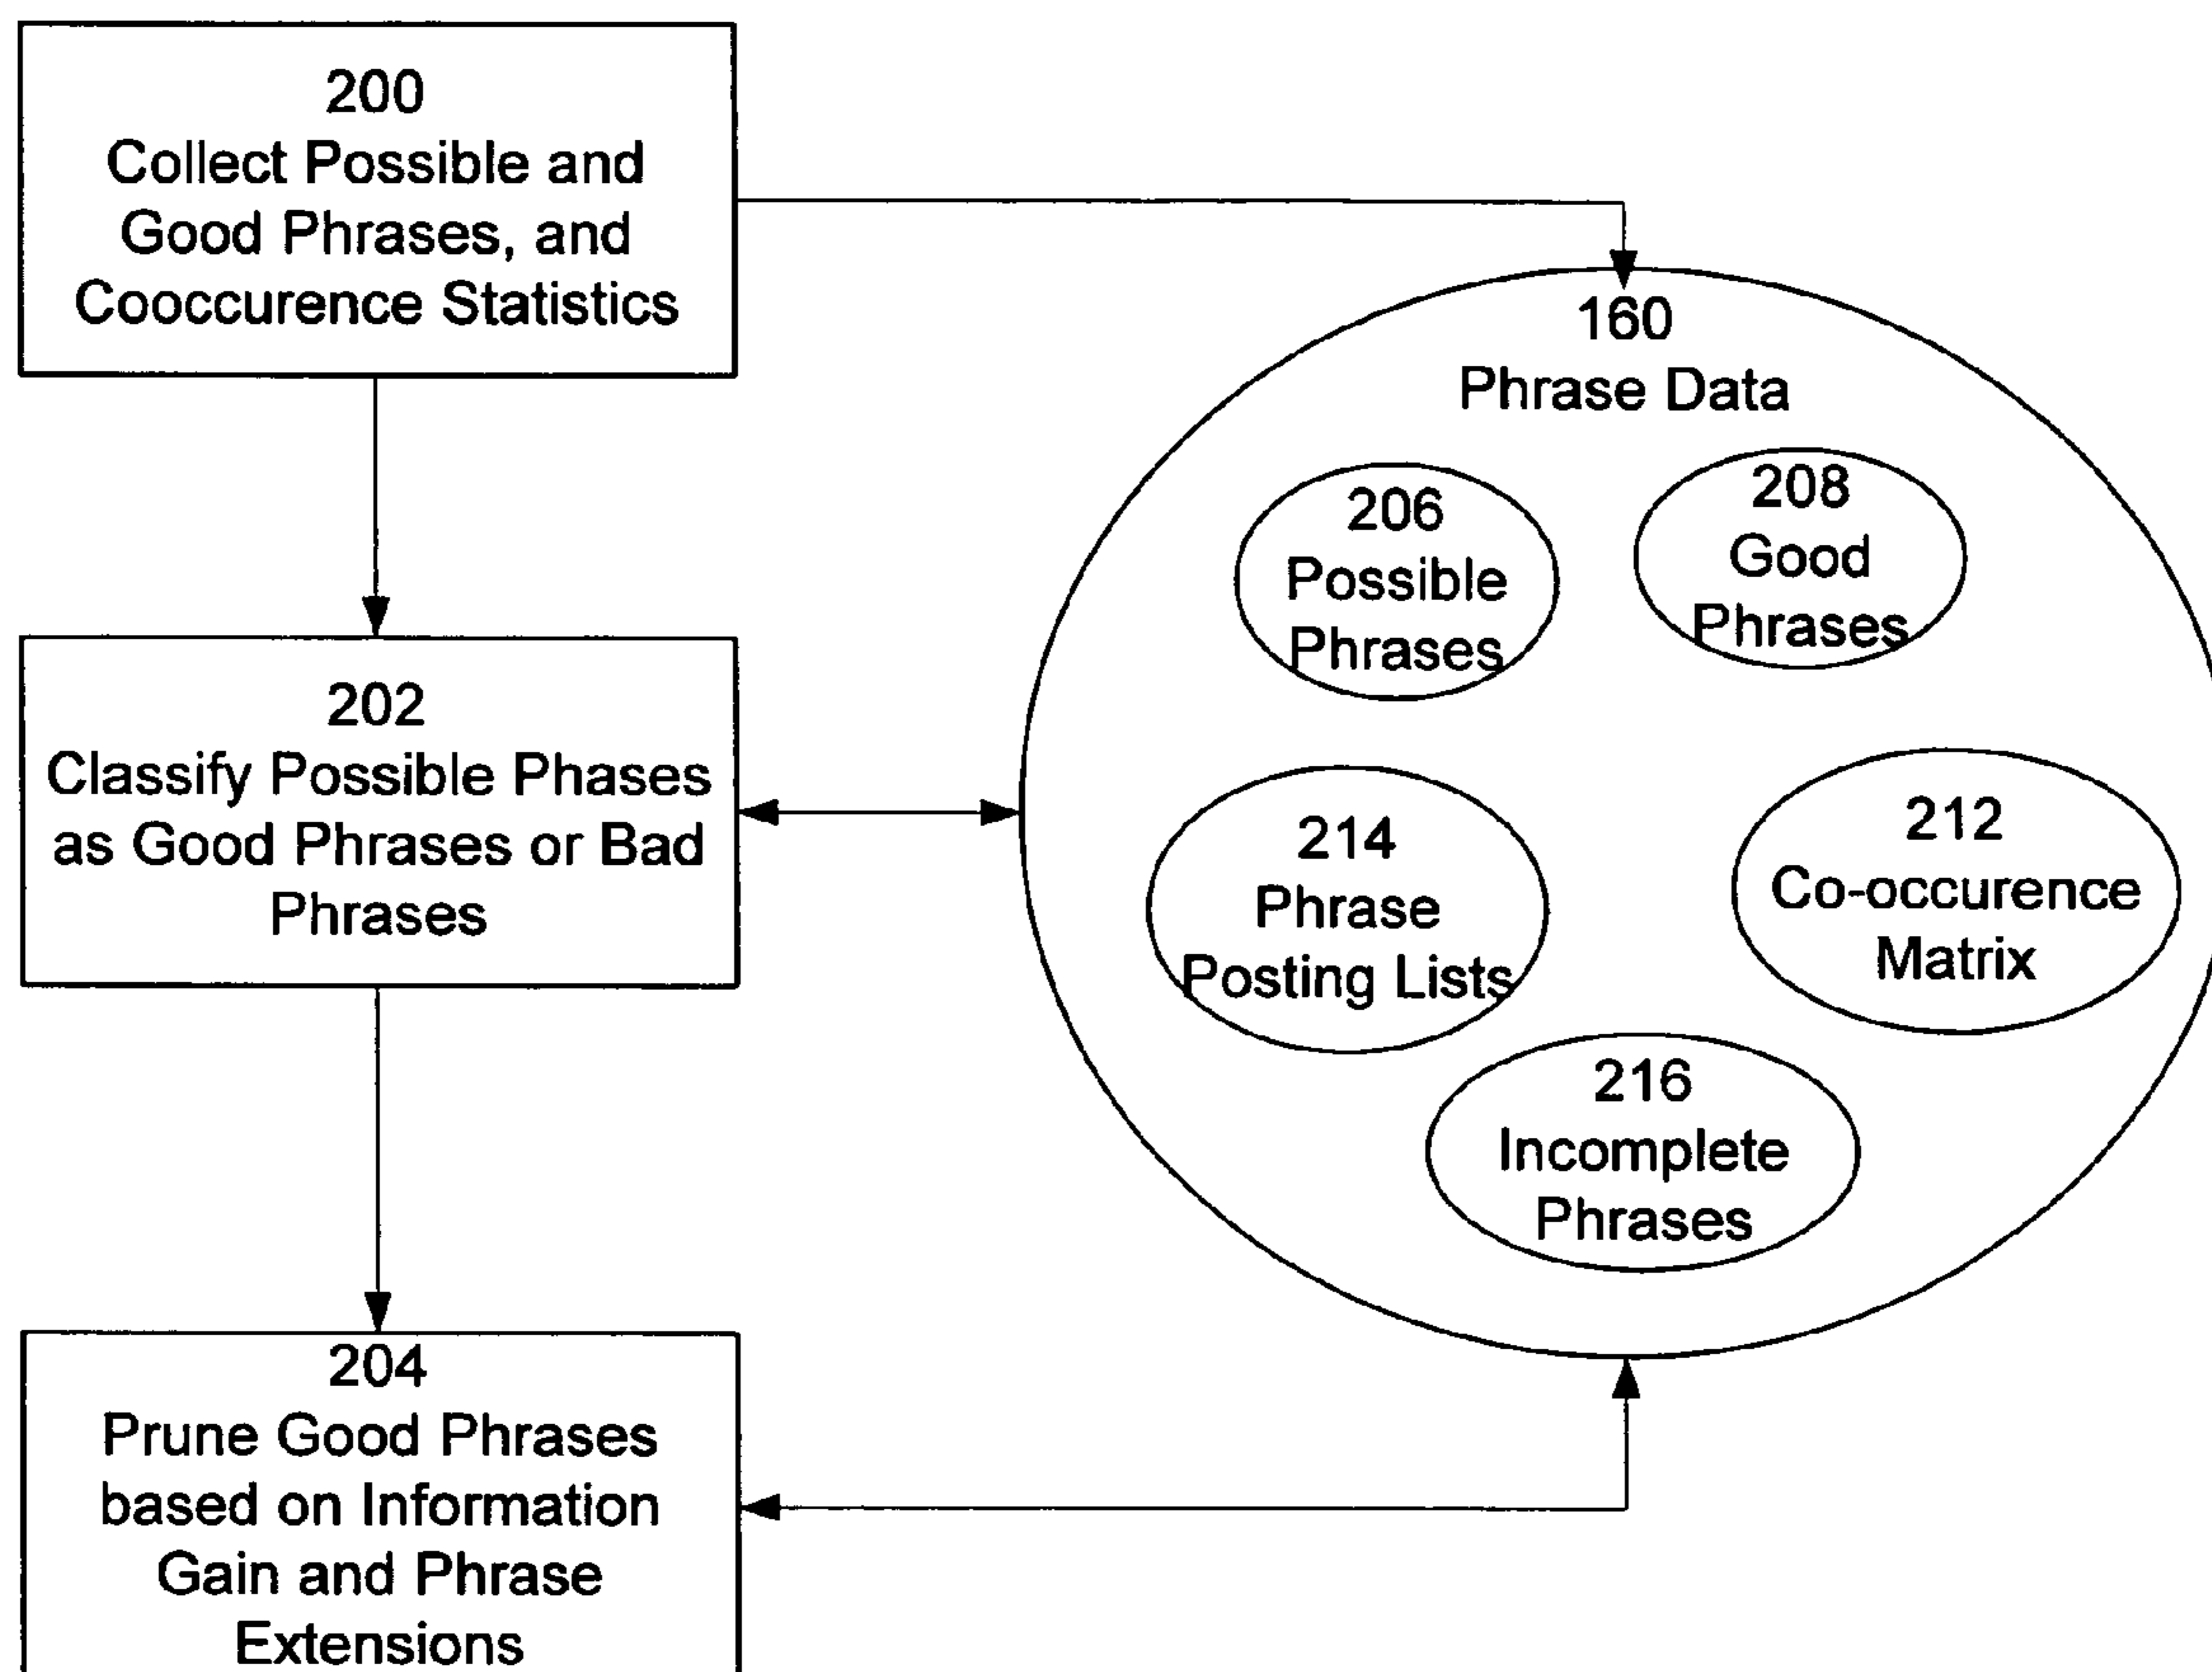 200
Collect Possible and
Good Phrases, and
Cooccurence Statistics
160
Phrase Data
206
Possible
Phrases
208
Good
Phrases
202
Classify Possible Phases
as Good Phrases or Bad
Phrases
214
Phrase
Posting Lists
212
Co-occurence
Matrix
216
Incomplete
Phrases
204
Prune Good Phrases
based on Information
Gain and Phrase
Extensions